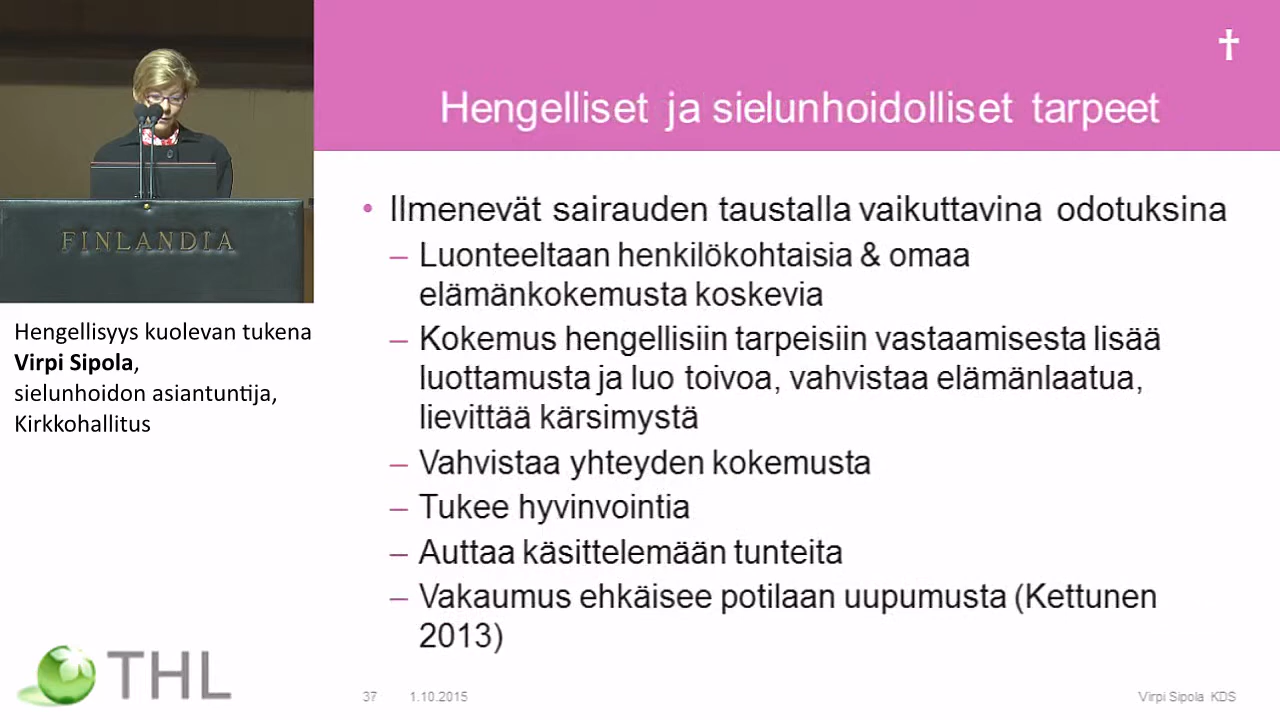 FINLANDIA
Hengellisyys kuolevan tukena
Virpi Sipola,
sielunhoidon asiantuntija,
Kirkkohallitus
THL
Hengelliset ja sielunhoidolliset tarpeet
• Ilmenevät sairauden taustalla vaikuttavina odotuksina
– Luonteeltaan henkilökohtaisia & omaa
elämänkokemusta koskevia
– Kokemus hengellisiin tarpeisiin vastaamisesta lisää
luottamusta ja luo toivoa, vahvistaa elämänlaatua,
lievittää kärsimystä
– Vahvistaa yhteyden kokemusta
– Tukee hyvinvointia
– Auttaa käsittelemään tunteita
– Vakaumus ehkäisee potilaan uupumusta (Kettunen
2013)
37 1.10.2015 Virpi Sipola KDS